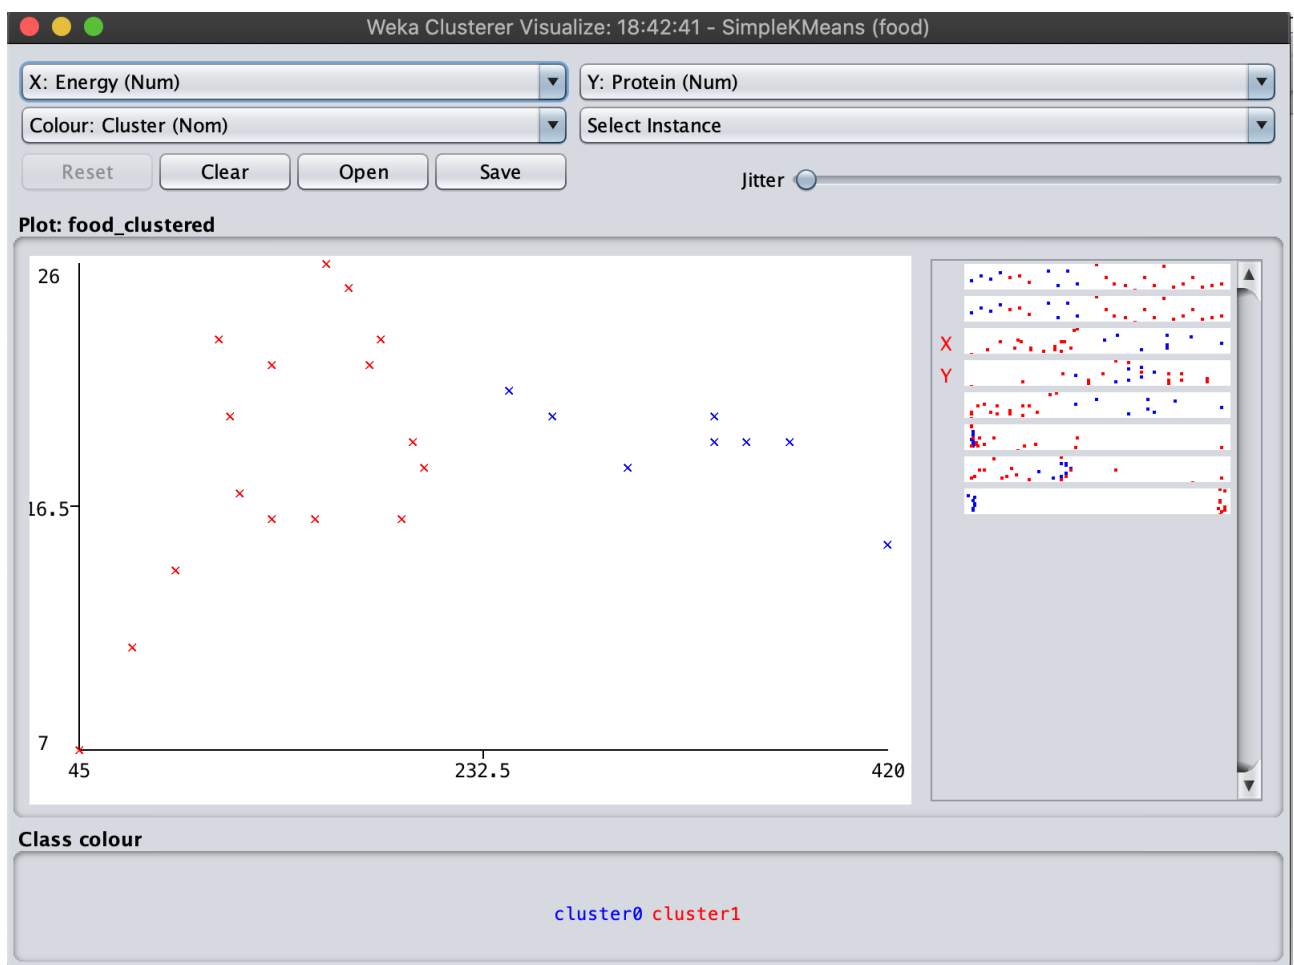 Weka Clusterer Visualize: 18:42:41 - SimpleKMeans (food)
X: Energy (Num) Y: Protein (Num)
Colour: Cluster (Nom) Select Instance
Reset Clear Open Save Jitter
Plot: food_clustered
26
X
Y
16.5
7
45 232.5 420
Class colour
cluster0 cluster1